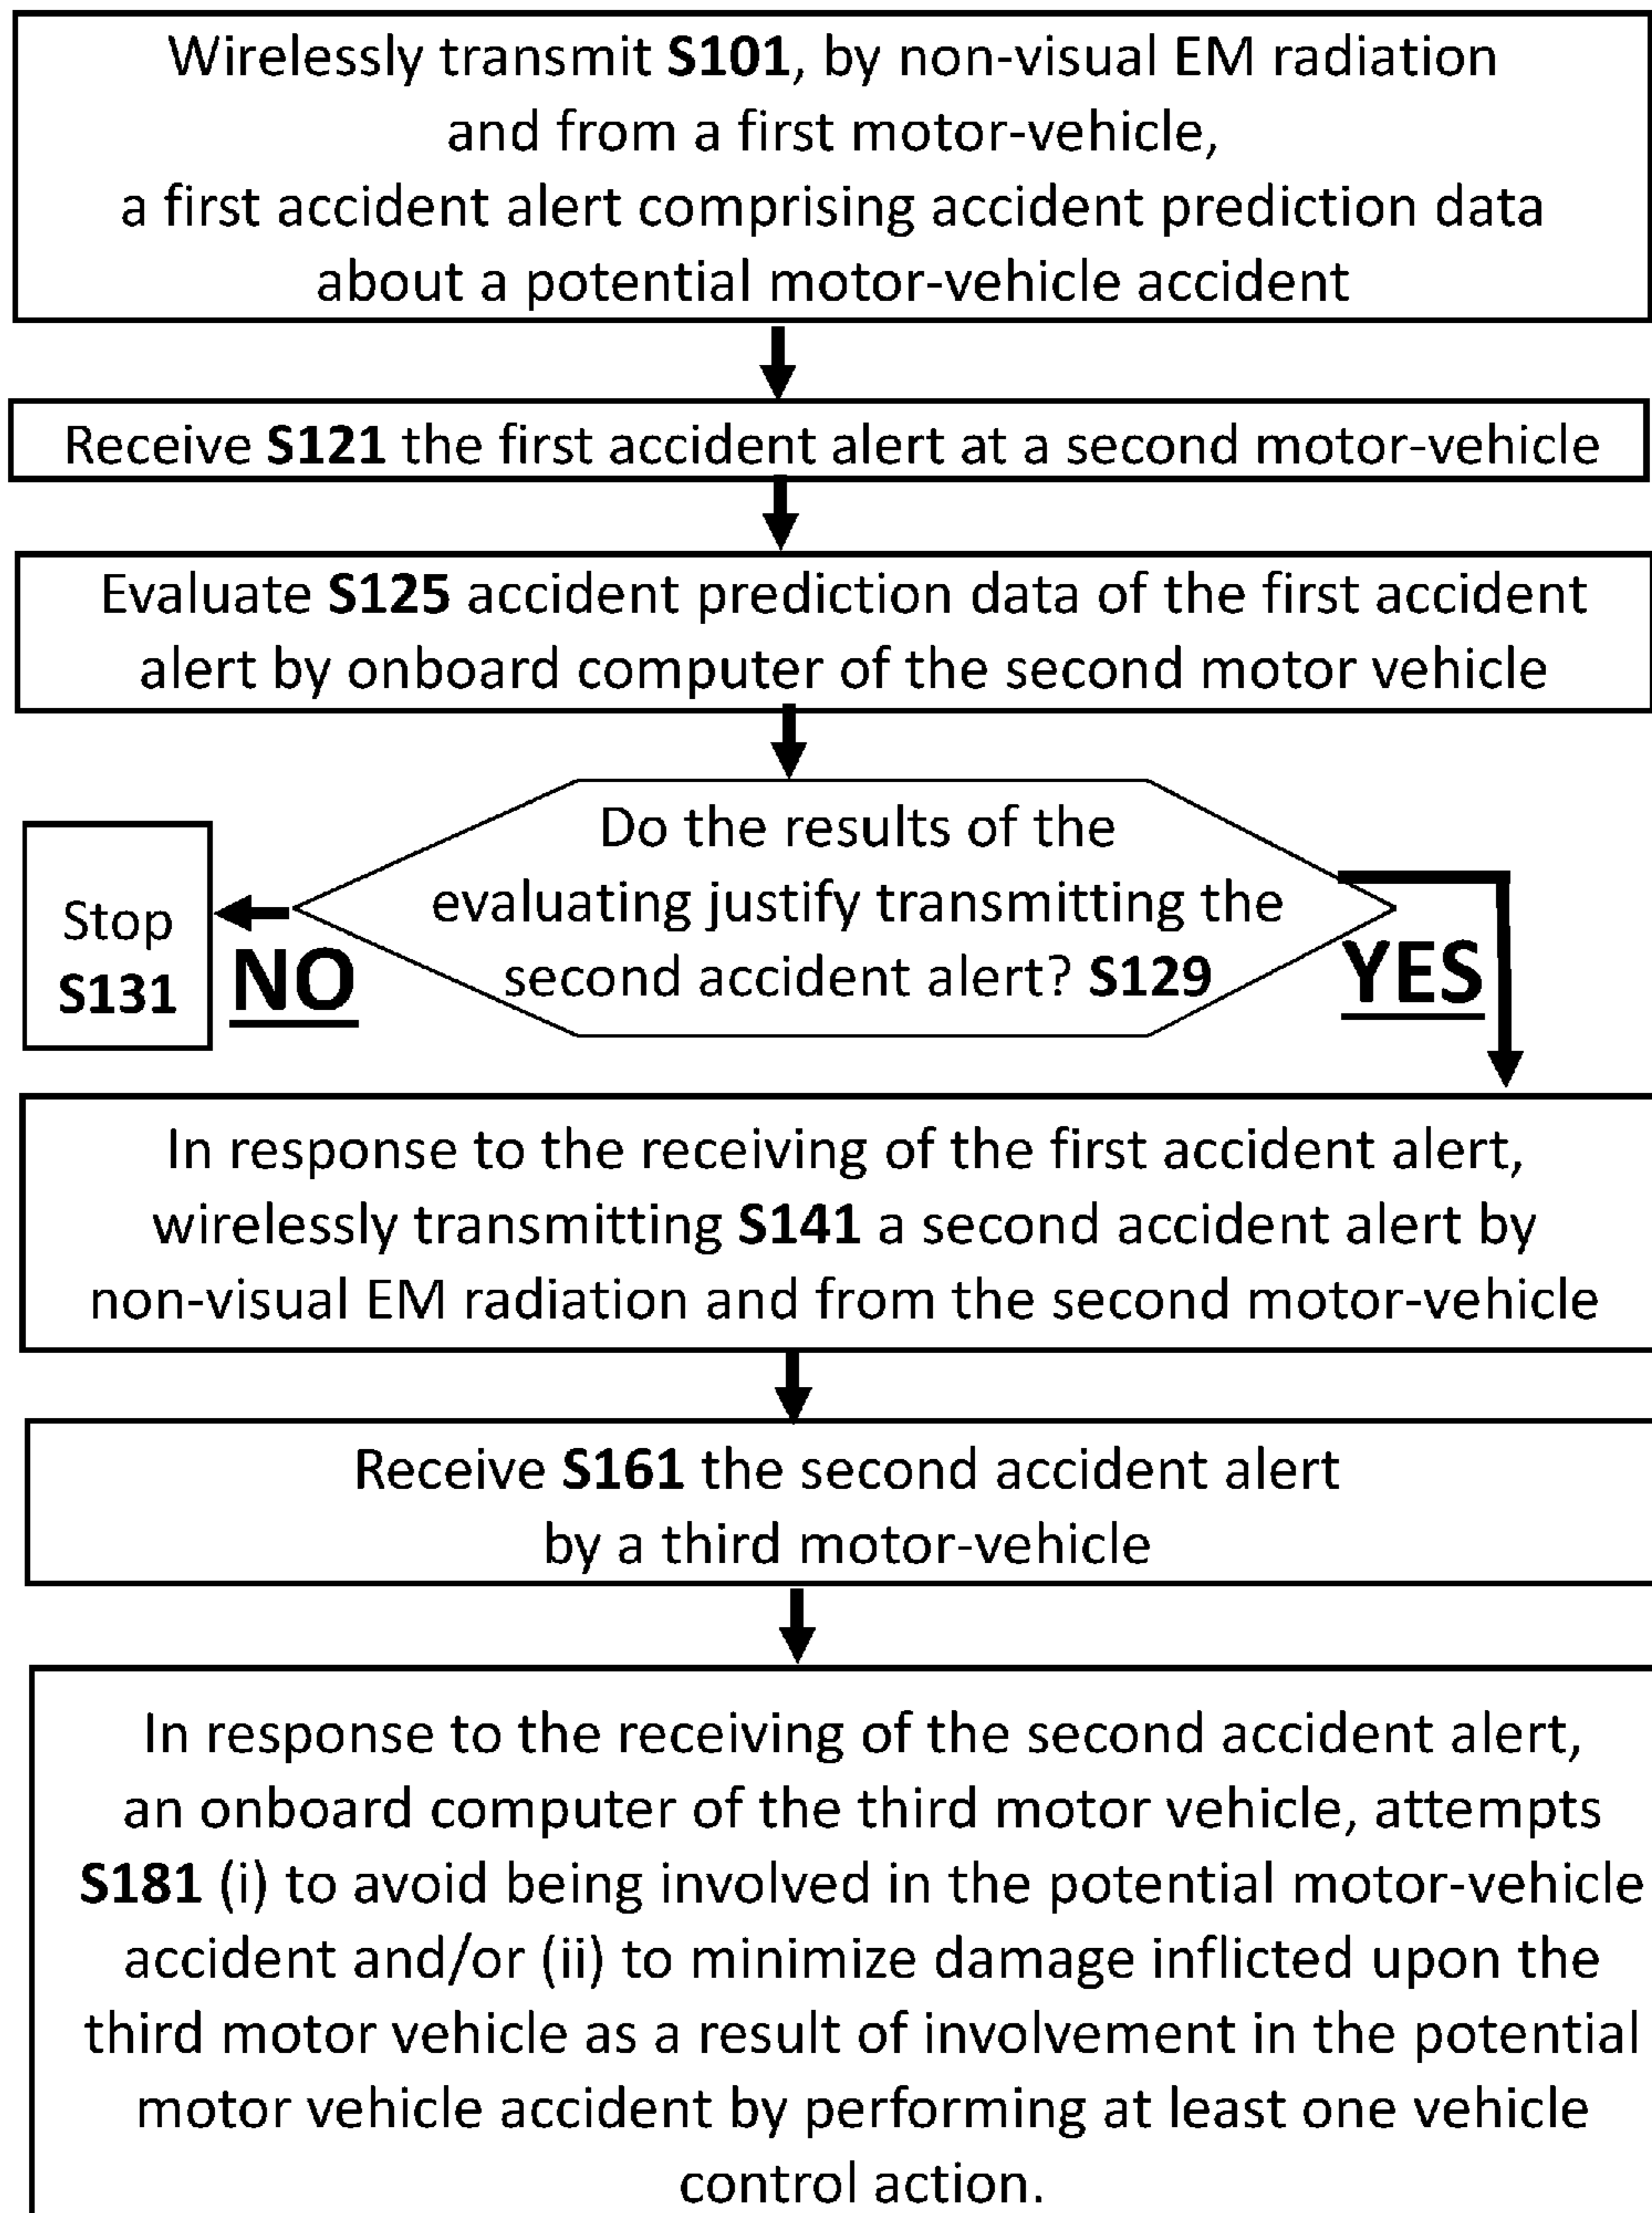 Wirelessly transmit S101, by non-visual EM radiation
and from a first motor-vehicle,
a first accident alert comprising accident prediction data
about a potential motor-vehicle accident
Receive S121 the first accident alert at a second motor-vehicle
Evaluate S125 accident prediction data of the first accident
alert by onboard computer of the second motor vehicle
Do the results of the
evaluating justify transmitting the
second accident alert? S129
Stop
S131
NO
YES
In response to the receiving of the first accident alert,
wirelessly transmitting S141 a second accident alert by
non-visual EM radiation and from the second motor-vehicle
Receive S161 the second accident alert
by a third motor-vehicle
In response to the receiving of the second accident alert,
an onboard computer of the third motor vehicle, attempts
S181 (i) to avoid being involved in the potential motor-vehicle
accident and/or (ii) to minimize damage inflicted upon the
third motor vehicle as a result of involvement in the potential
motor vehicle accident by performing at least one vehicle
control action.